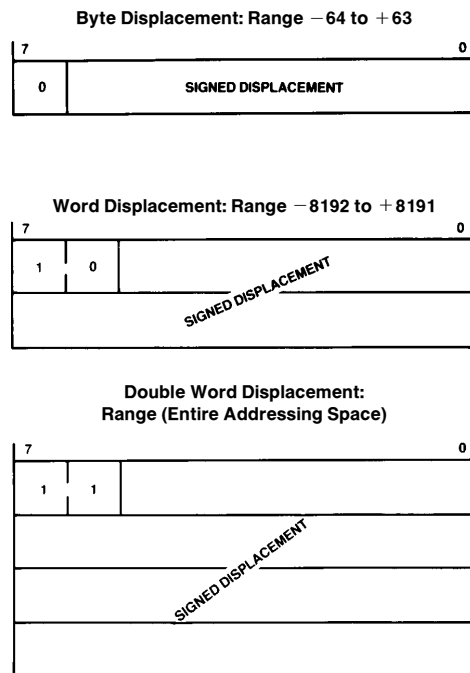 Byte Displacement: Range −64 to +63
7 0
0 SIGNED DISPLACEMENT
Word Displacement: Range −8192 to +8191
7 0
1 0
SIGNED DISPLACEMENT
Double Word Displacement:
Range (Entire Addressing Space)
7 0
1 1
SIGNED DISPLACEMENT